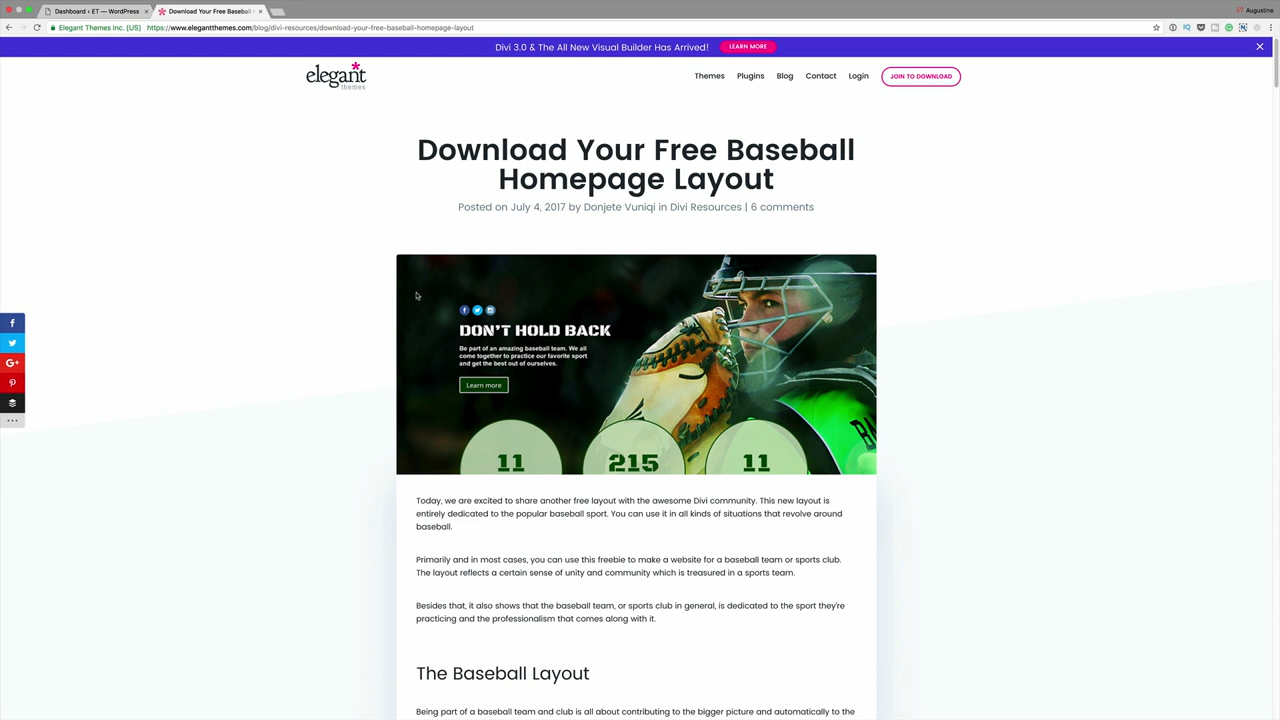 Dashboard ‹ ET — WordPress
Download Your Free Baseball
Augustine
Elegant Themes Inc. [US]
https://www.elegantthemes.com/blog/divi-resources/download-your-free-baseball-homepage-layout
Divi 3.0 & The All New Visual Builder Has Arrived!
LEARN MORE
elegant
themes
Themes
Plugins
Blog
Contact
Login
JOIN TO DOWNLOAD
Download Your Free Baseball
Homepage Layout
Posted on July 4, 2017 by Donjete Vuniqi in Divi Resources | 6 comments
DON'T HOLD BACK
Be part of an amazing baseball team. We all
come together to practice our favorite sport
and get the best out of ourselves.
Learn more
11
215
11
Today, we are excited to share another free layout with the awesome Divi community. This new layout is
entirely dedicated to the popular baseball sport. You can use it in all kinds of situations that revolve around
baseball.
Primarily and in most cases, you can use this freebie to make a website for a baseball team or sports club.
The layout reflects a certain sense of unity and community which is treasured in a sports team.
Besides that, it also shows that the baseball team, or sports club in general, is dedicated to the sport they're
practicing and the professionalism that comes along with it.
The Baseball Layout
Being part of a baseball team and club is all about contributing to the bigger picture and automatically to the